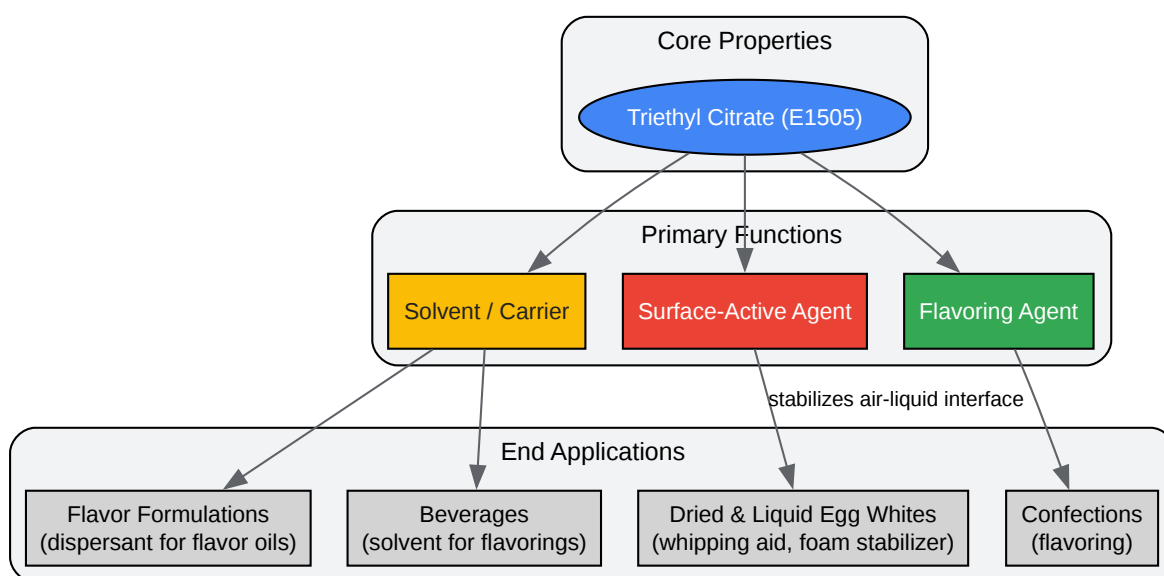 Core Properties
Triethyl Citrate (E1505)
Primary Functions
Solvent / Carrier
Surface-Active Agent
Flavoring Agent
stabilizes air-liquid interface
End Applications
Flavor Formulations
(dispersant for flavor oils)
Beverages
(solvent for flavorings)
Dried & Liquid Egg Whites
(whipping aid, foam stabilizer)
Confections
(flavoring)